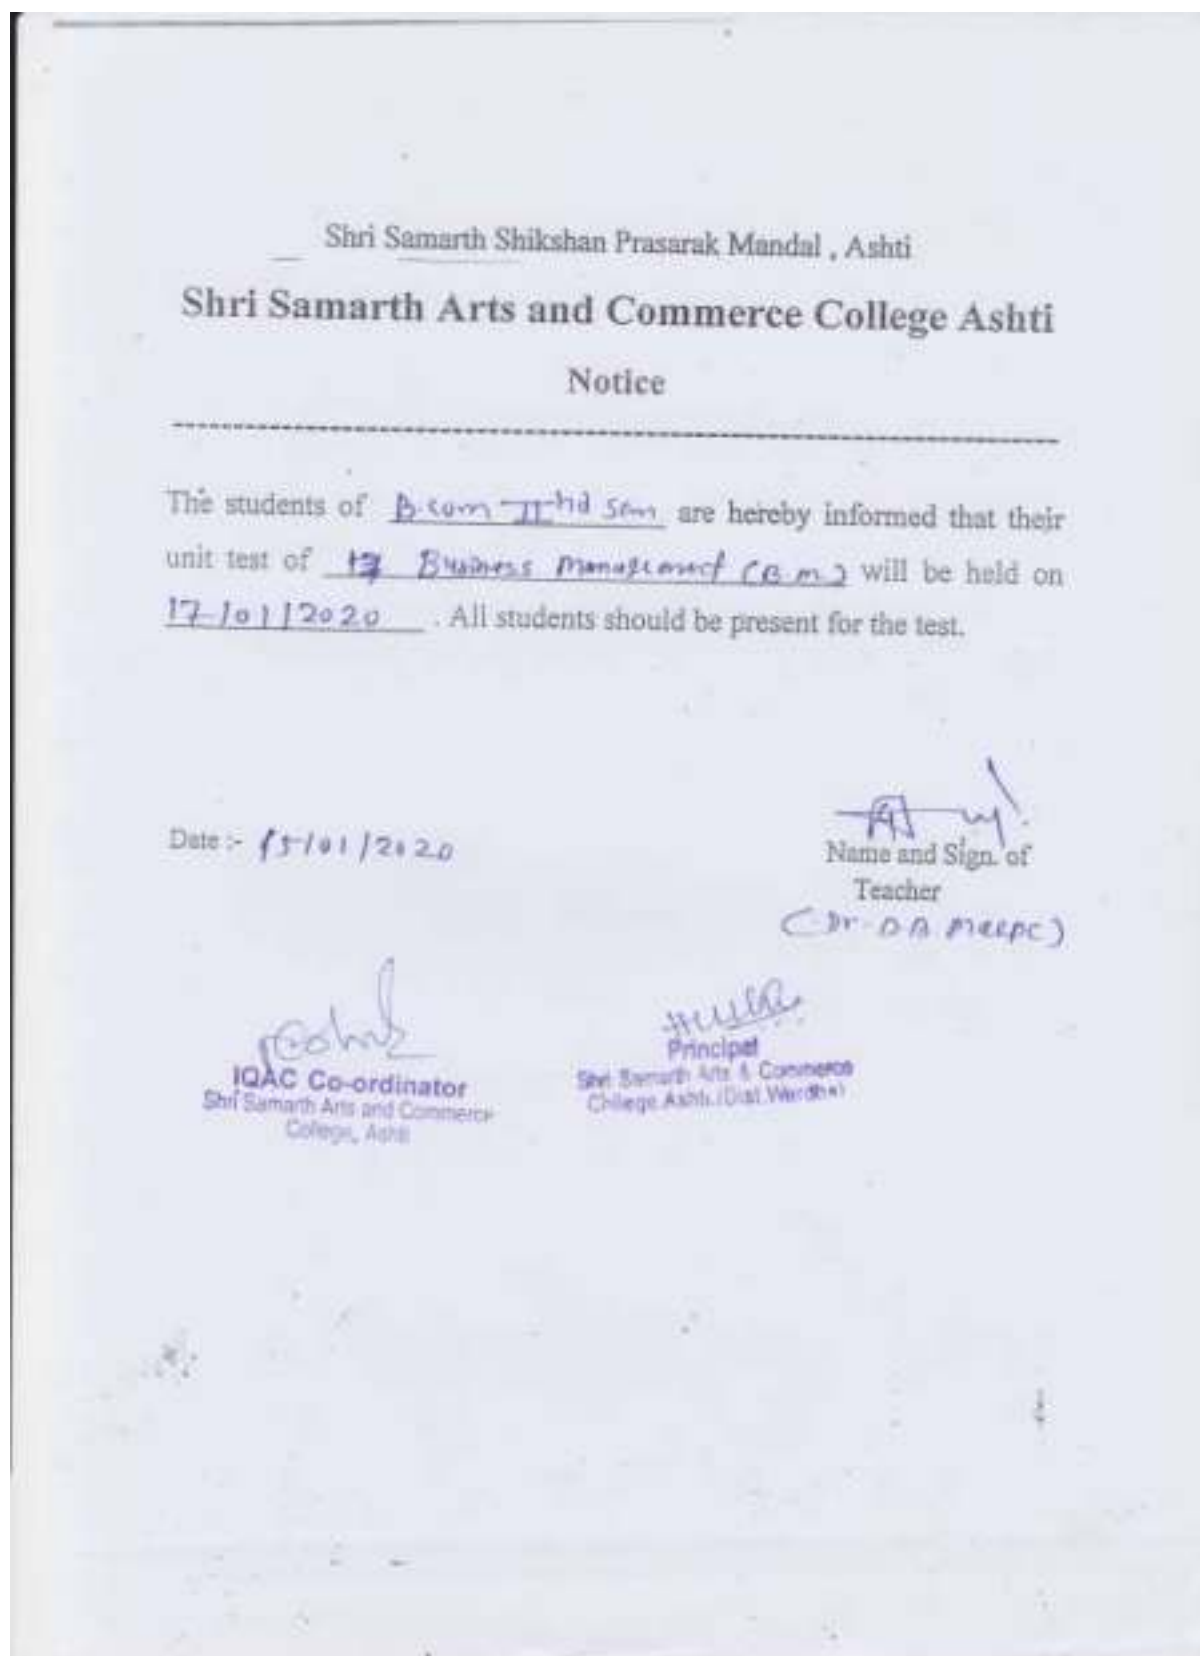 Shri Samarth Shikshan Prasarak Mandal , Ashti
Shri Samarth Arts and Commerce College Ashti
Notice
The students of B.com - IInd Sem are hereby informed that their
unit test of Business Management (B.M.) will be held on
17/01/2020 . All students should be present for the test.
Date :- 15/01/2020
Name and Sign. of
Teacher
(Dr. D A
IQAC Co-ordinator
Shri Samarth Arts and Commerce
College, Ashti
Principal
Shri Samarth Arts & Commerce
College Ashti (Dist Wardha)